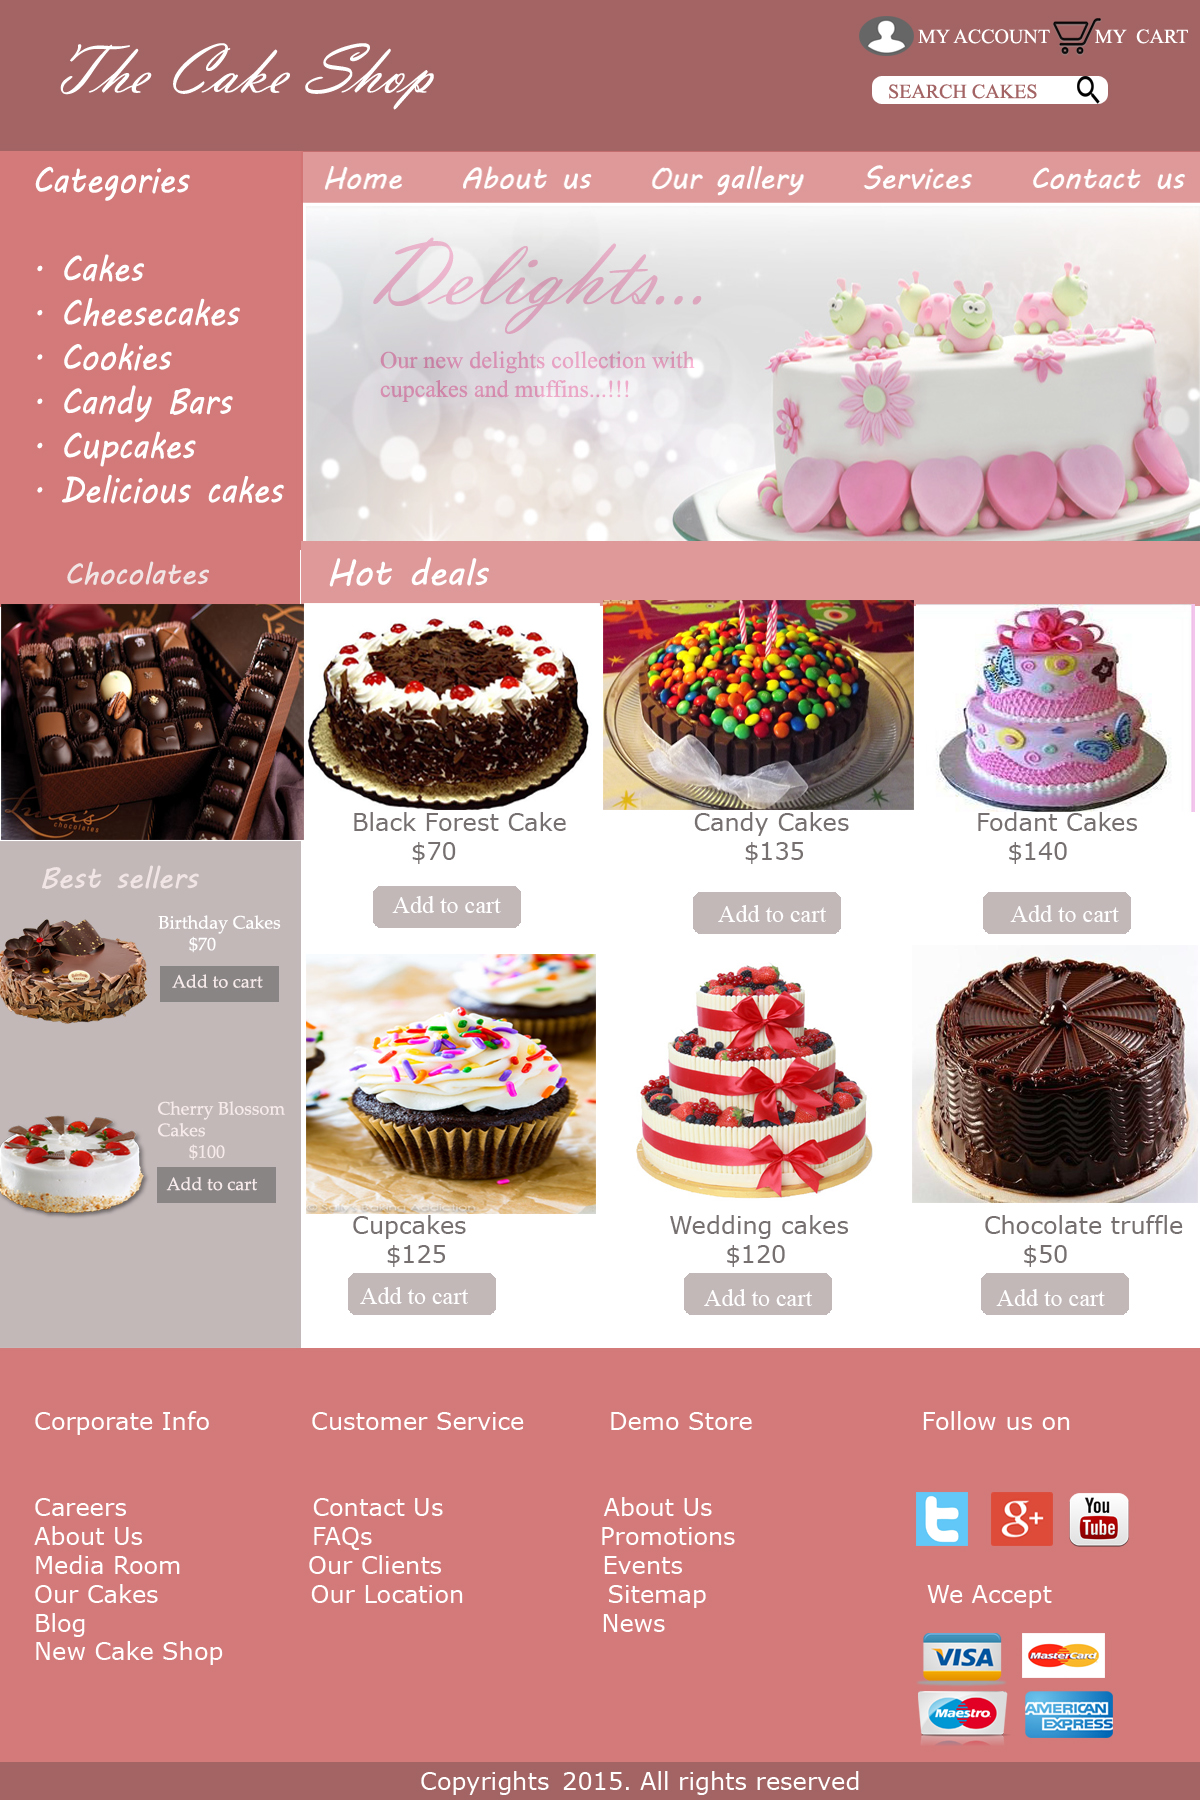 The Cake Shop
MY ACCOUNT
MY CART
SEARCH CAKES
Categories
Home
About us
Our gallery
Services
Contact us
· Cakes
· Cheesecakes
· Cookies
· Candy Bars
· Cupcakes
· Delicious cakes
Delights...
Our new delights collection with
cupcakes and muffins...!!!
Chocolates
Hot deals
chocolates
Black Forest Cake
$70
Add to cart
Candy Cakes
$135
Add to cart
Fodant Cakes
$140
Add to cart
Best sellers
Birthday Cakes
$70
Add to cart
Cherry Blossom
Cakes
$100
Add to cart
Cupcakes
$125
Add to cart
Wedding cakes
$120
Add to cart
Chocolate truffle
$50
Add to cart
Corporate Info
Careers
About Us
Media Room
Our Cakes
Blog
New Cake Shop
Customer Service
Contact Us
FAQs
Our Clients
Our Location
Demo Store
About Us
Promotions
Events
Sitemap
News
Follow us on
t
g+
You
Tube
We Accept
VISA
MasterCard
Maestro
AMERICAN
EXPRESS
Copyrights 2015. All rights reserved